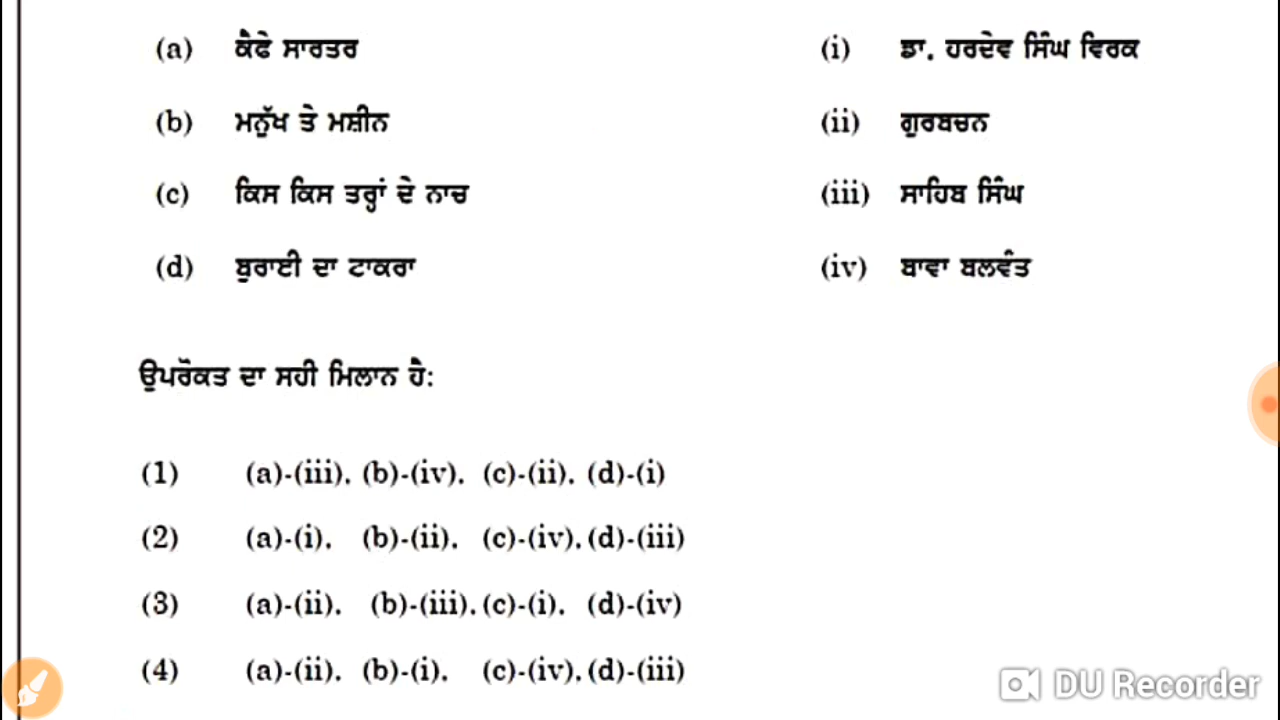 (a) ਕੈਫੇ ਸਾਰਤਰ (i) ਡਾ. ਹਰਦੇਵ ਸਿੰਘ ਵਿਰਕ
(b) ਮਨੁੱਖ ਤੇ ਮਸ਼ੀਨ (ii) ਗੁਰਬਚਨ
(c) ਕਿਸ ਕਿਸ ਤਰ੍ਹਾਂ ਦੇ ਨਾਚ (iii) ਸਾਹਿਬ ਸਿੰਘ
(d) ਬੁਰਾਈ ਦਾ ਟਾਕਰਾ (iv) ਬਾਵਾ ਬਲਵੰਤ
ਉਪਰੋਕਤ ਦਾ ਸਹੀ ਮਿਲਾਨ ਹੈ:
(1) (a)-(iii). (b)-(iv). (c)-(ii). (d)-(i)
(2) (a)-(i). (b)-(ii). (c)-(iv). (d)-(iii)
(3) (a)-(ii). (b)-(iii). (c)-(i). (d)-(iv)
(4) (a)-(ii). (b)-(i). (c)-(iv). (d)-(iii)
DU Recorder